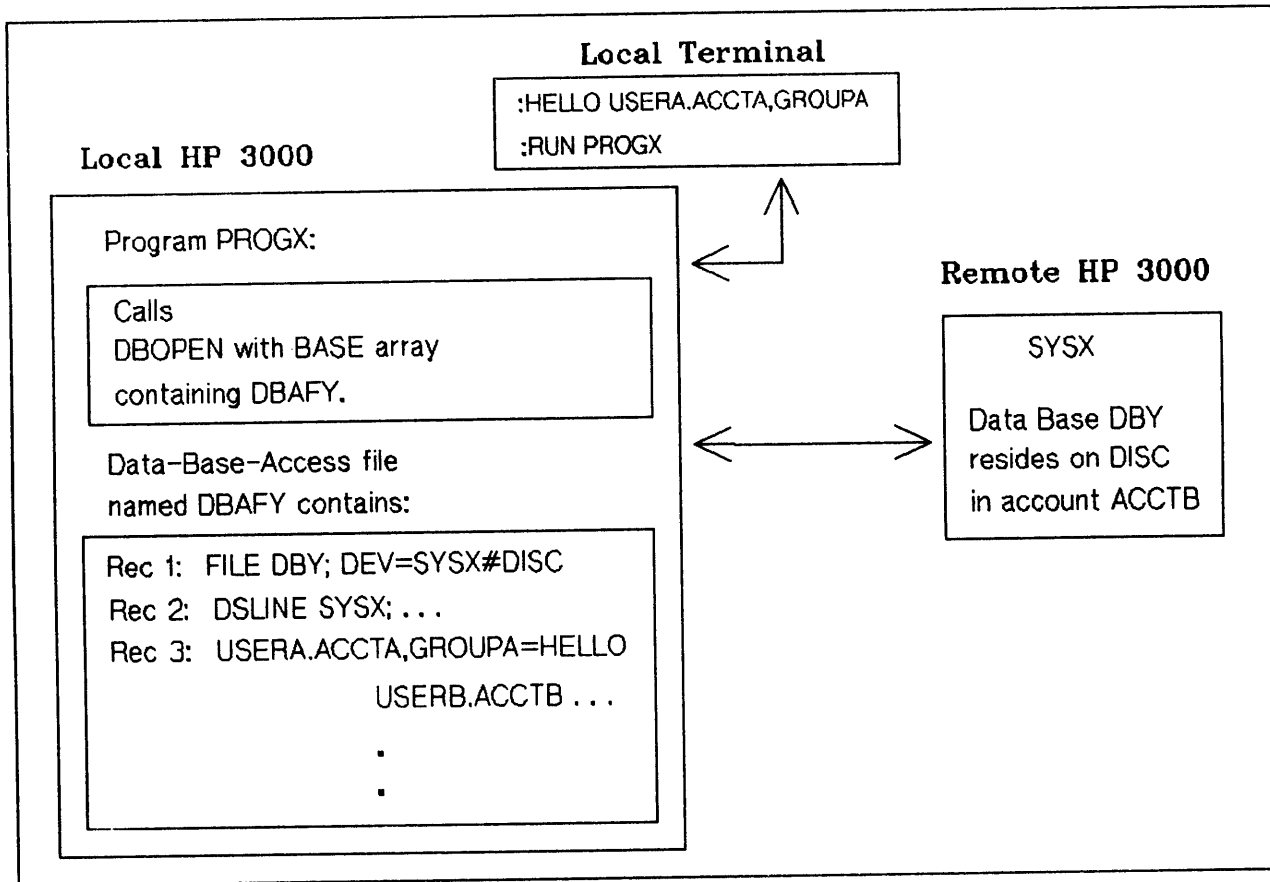 Local Terminal
:HELLO USERA.ACCTA,GROUPA
:RUN PROGX
Local HP 3000
Program PROGX:
Calls
DBOPEN with BASE array
containing DBAFY.
Data-Base-Access file
named DBAFY contains:
Rec 1: FILE DBY; DEV=SYSX#DISC
Rec 2: DSLINE SYSX; ...
Rec 3: USERA.ACCTA,GROUPA=HELLO
USERB.ACCTB ...
.
.
Remote HP 3000
SYSX
Data Base DBY
resides on DISC
in account ACCTB